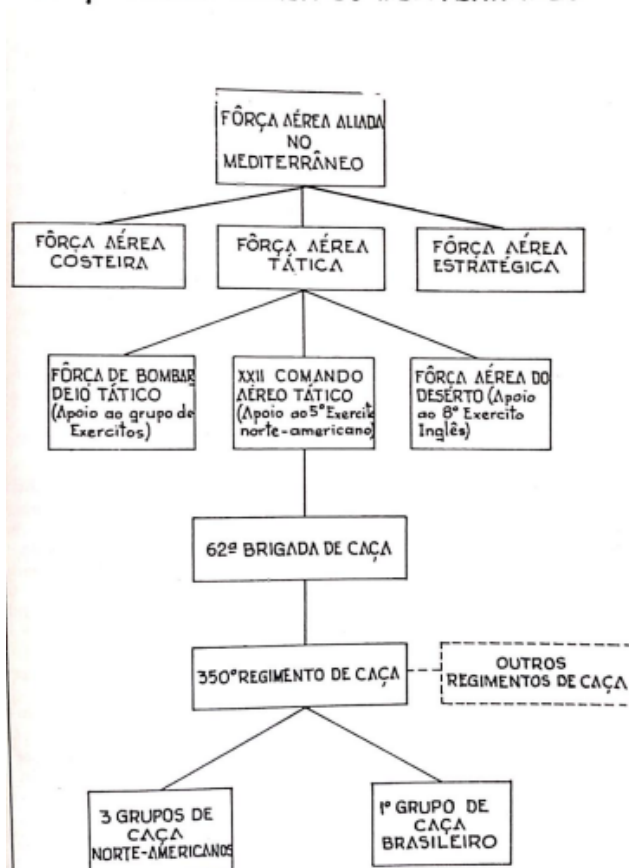 FÔRÇA AÉREA ALIADA
NO
MEDITERRÂNEO
FÔRÇA AÉREA
COSTEIRA
FÔRÇA AÉREA
TÁTICA
FÔRÇA AÉREA
ESTRATÉGICA
FÔRÇA DE BOMBAR
DEIO TÁTICO
(Apoio ao grupo de
Exercitos)
XXII COMANDO
AÉREO TÁTICO
(Apoio ao 5º Exercito
norte-americano)
FÔRÇA AÉREA DO
DESÉRTO (Apoio
ao 8º Exercito
Inglês)
62ª BRIGADA DE CAÇA
350º REGIMENTO DE CAÇA
OUTROS
REGIMENTOS DE CAÇA
3 GRUPOS DE
CAÇA
NORTE-AMERICANOS
1º GRUPO DE
CAÇA
BRASILEIRO